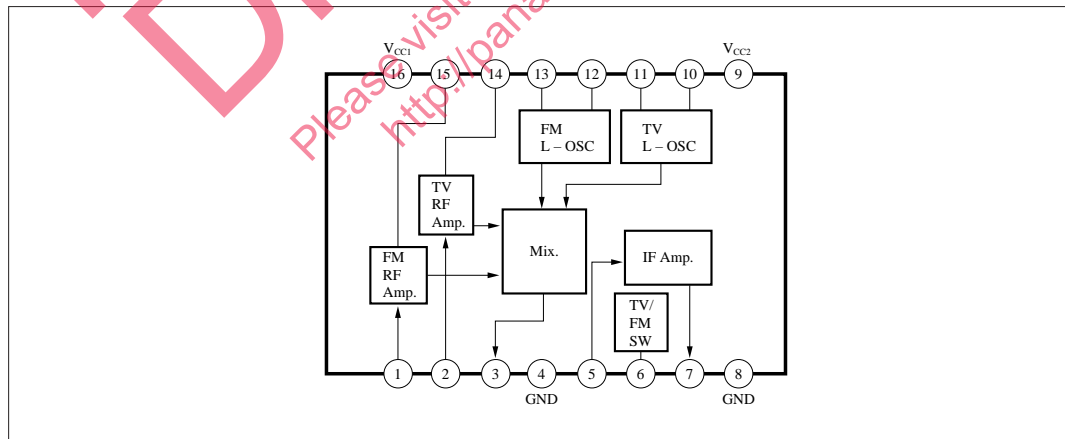 Please visit
http://pana
V_CC1
V_CC2
16
15
14
13
12
11
10
9
FM
L – OSC
TV
L – OSC
TV
RF
Amp.
Mix.
IF Amp.
FM
RF
Amp.
TV/
FM
SW
1
2
3
4
5
6
7
8
GND
GND